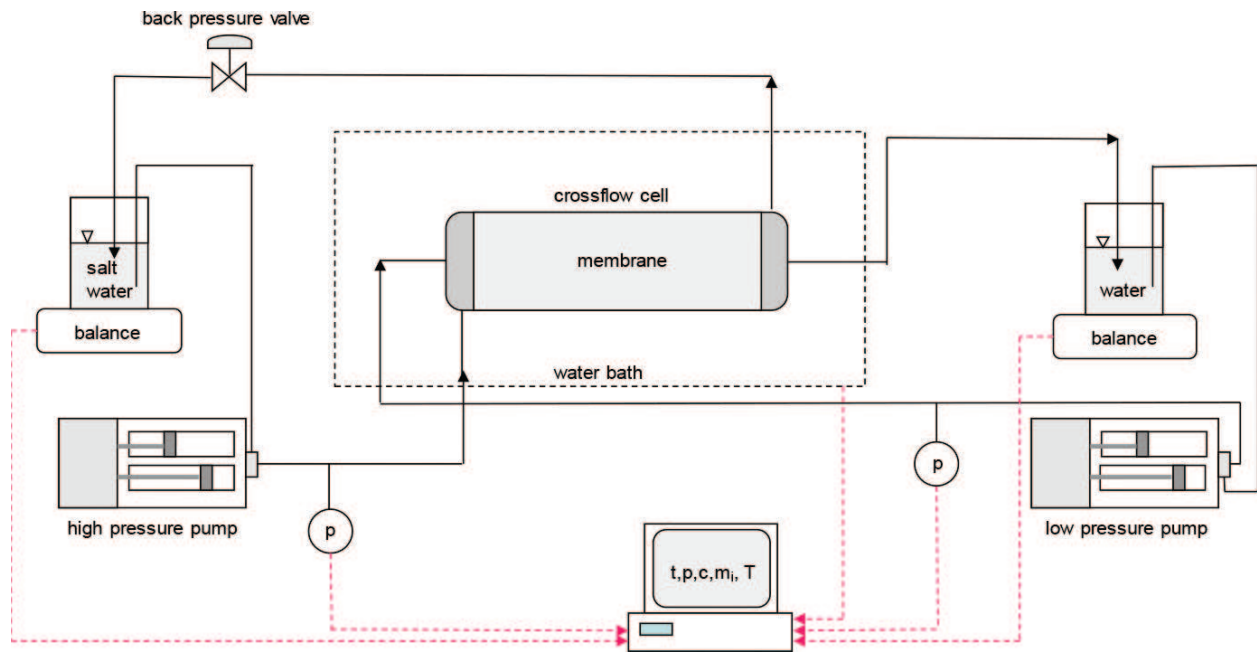 back pressure valve
crossflow cell
membrane
salt
water
balance
water
balance
water bath
p
high pressure pump
p
low pressure pump
t,p,c,mᵢ, T